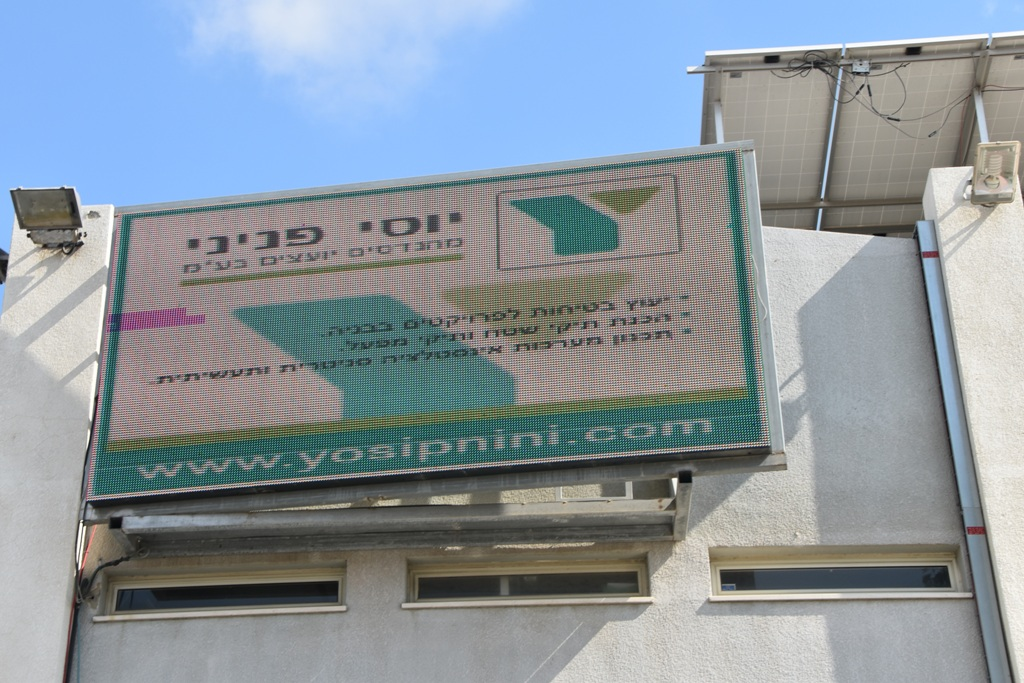 יוסי פניני
מהנדסים יועצים בע״מ
• יעוץ בטיחות לפרויקטים בבניה.
• הכנת תיקי שטח ותיקי מפעל.
• תכנון מערכות אינסטלציה סניטרית ותעשיתית.
www.yosipnini.com